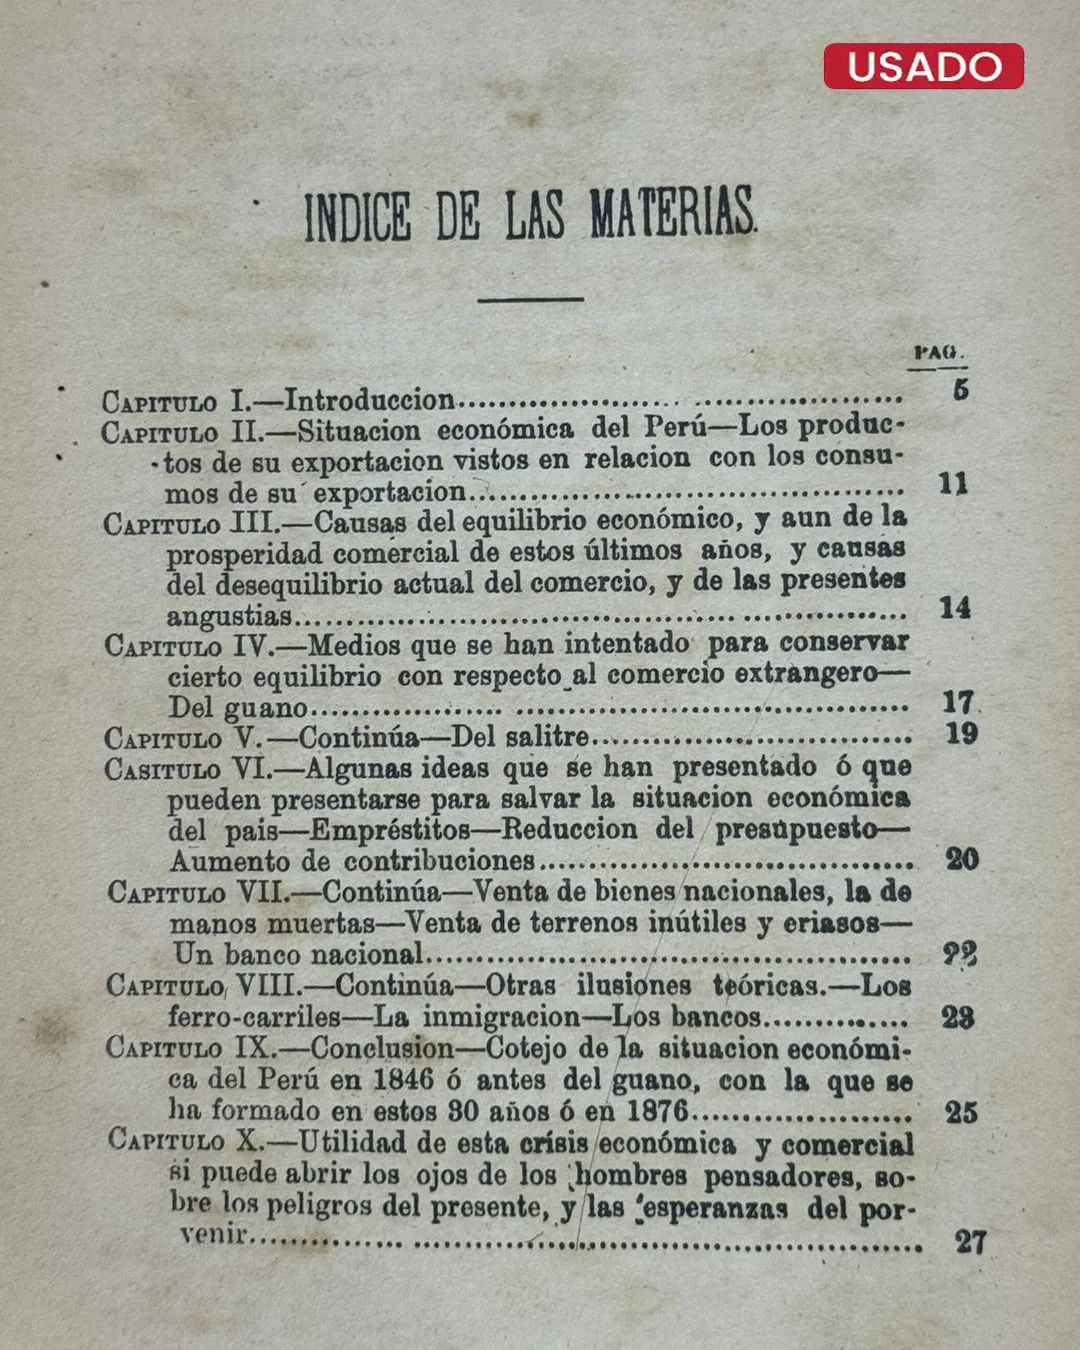 USADO
INDICE DE LAS MATERIAS.
PAG.
CAPITULO I.—Introduccion........................................ 5
CAPITULO II.—Situacion económica del Perú—Los produc-
tos de su exportacion vistos en relacion con los consu-
mos de su exportacion........................................ 11
CAPITULO III.—Causas del equilibrio económico, y aun de la
prosperidad comercial de estos últimos años, y causas
del desequilibrio actual del comercio, y de las presentes
angustias........................................ 14
CAPITULO IV.—Medios que se han intentado para conservar
cierto equilibrio con respecto al comercio extrangero—
Del guano........................................ 17
CAPITULO V.—Continúa—Del salitre............................ 19
CASITULO VI.—Algunas ideas que se han presentado ó que
pueden presentarse para salvar la situacion económica
del pais—Empréstitos—Reduccion del presupuesto—
Aumento de contribuciones................................ 20
CAPITULO VII.—Continúa—Venta de bienes nacionales, la de
manos muertas—Venta de terrenos inútiles y eriasos—
Un banco nacional........................................ 22
CAPITULO VIII.—Continúa—Otras ilusiones teóricas.—Los
ferro-carriles—La inmigracion—Los bancos.............. 23
CAPITULO IX.—Conclusion—Cotejo de la situacion económi-
ca del Perú en 1846 ó antes del guano, con la que se
ha formado en estos 30 años ó en 1876..................... 25
CAPITULO X.—Utilidad de esta crísis económica y comercial
si puede abrir los ojos de los hombres pensadores, so-
bre los peligros del presente, y las esperanzas del por-
venir........................................ 27